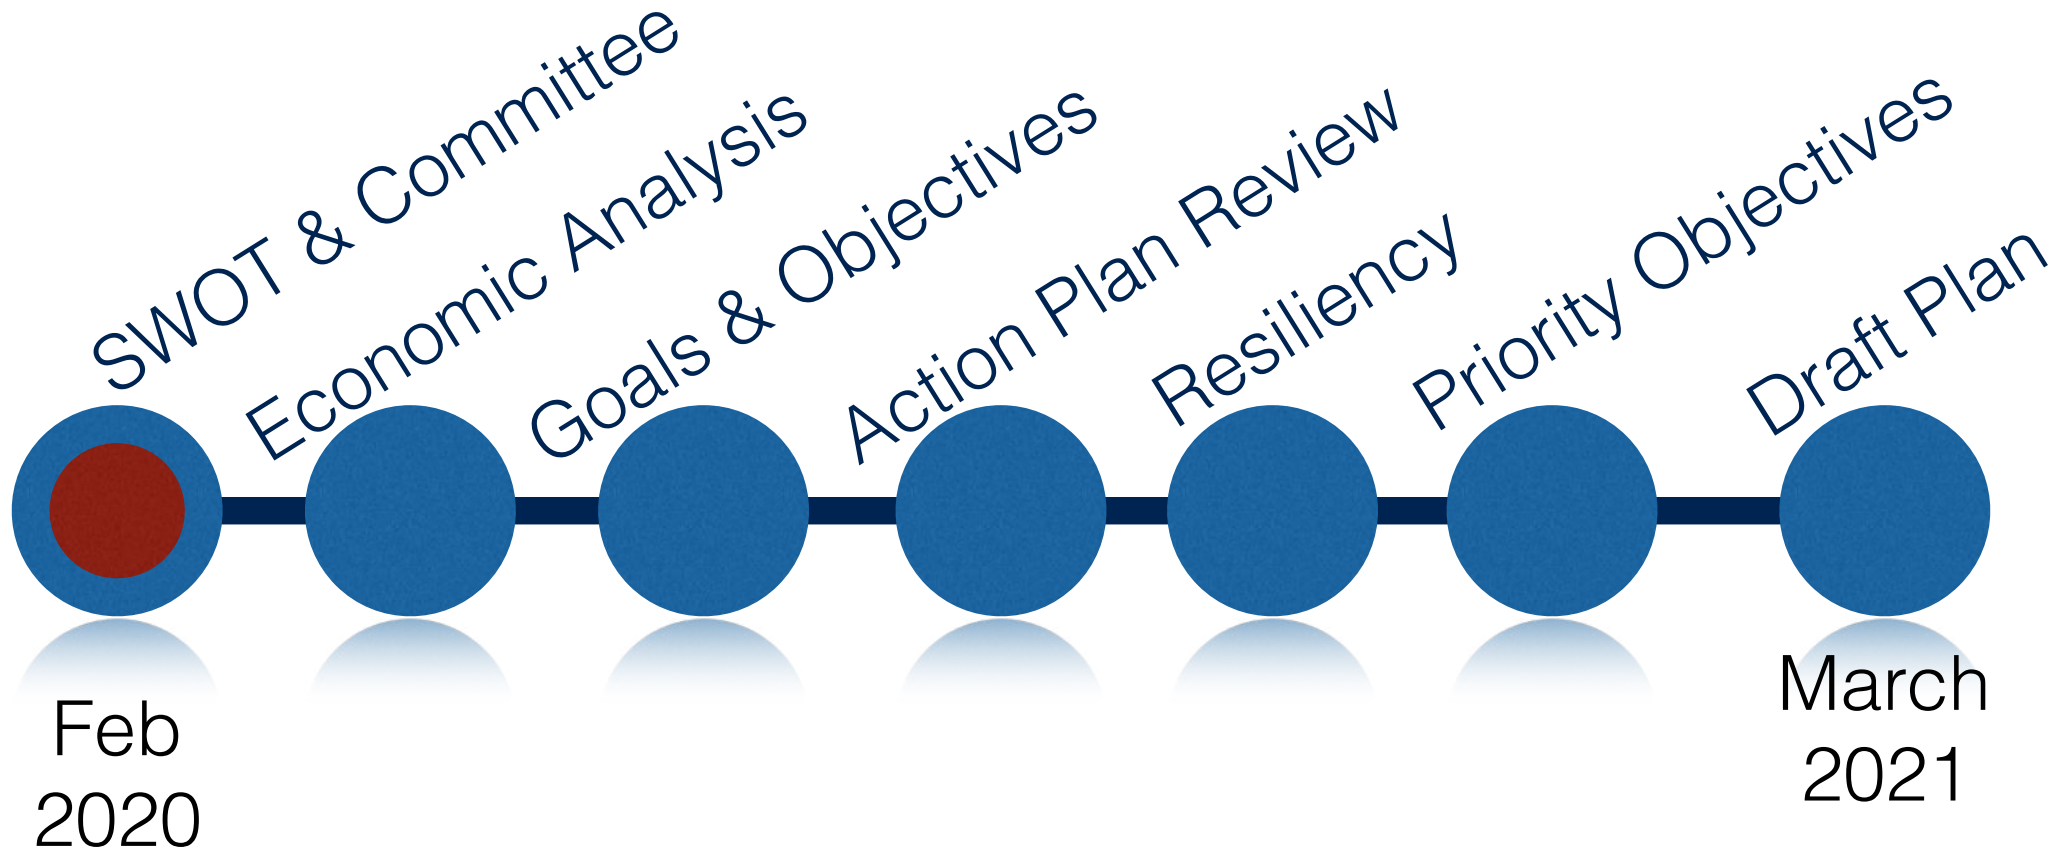 SWOT & Committee
Economic Analysis
Goals & Objectives
Action Plan Review
Resiliency
Priority Objectives
Draft Plan
Feb
2020
March
2021